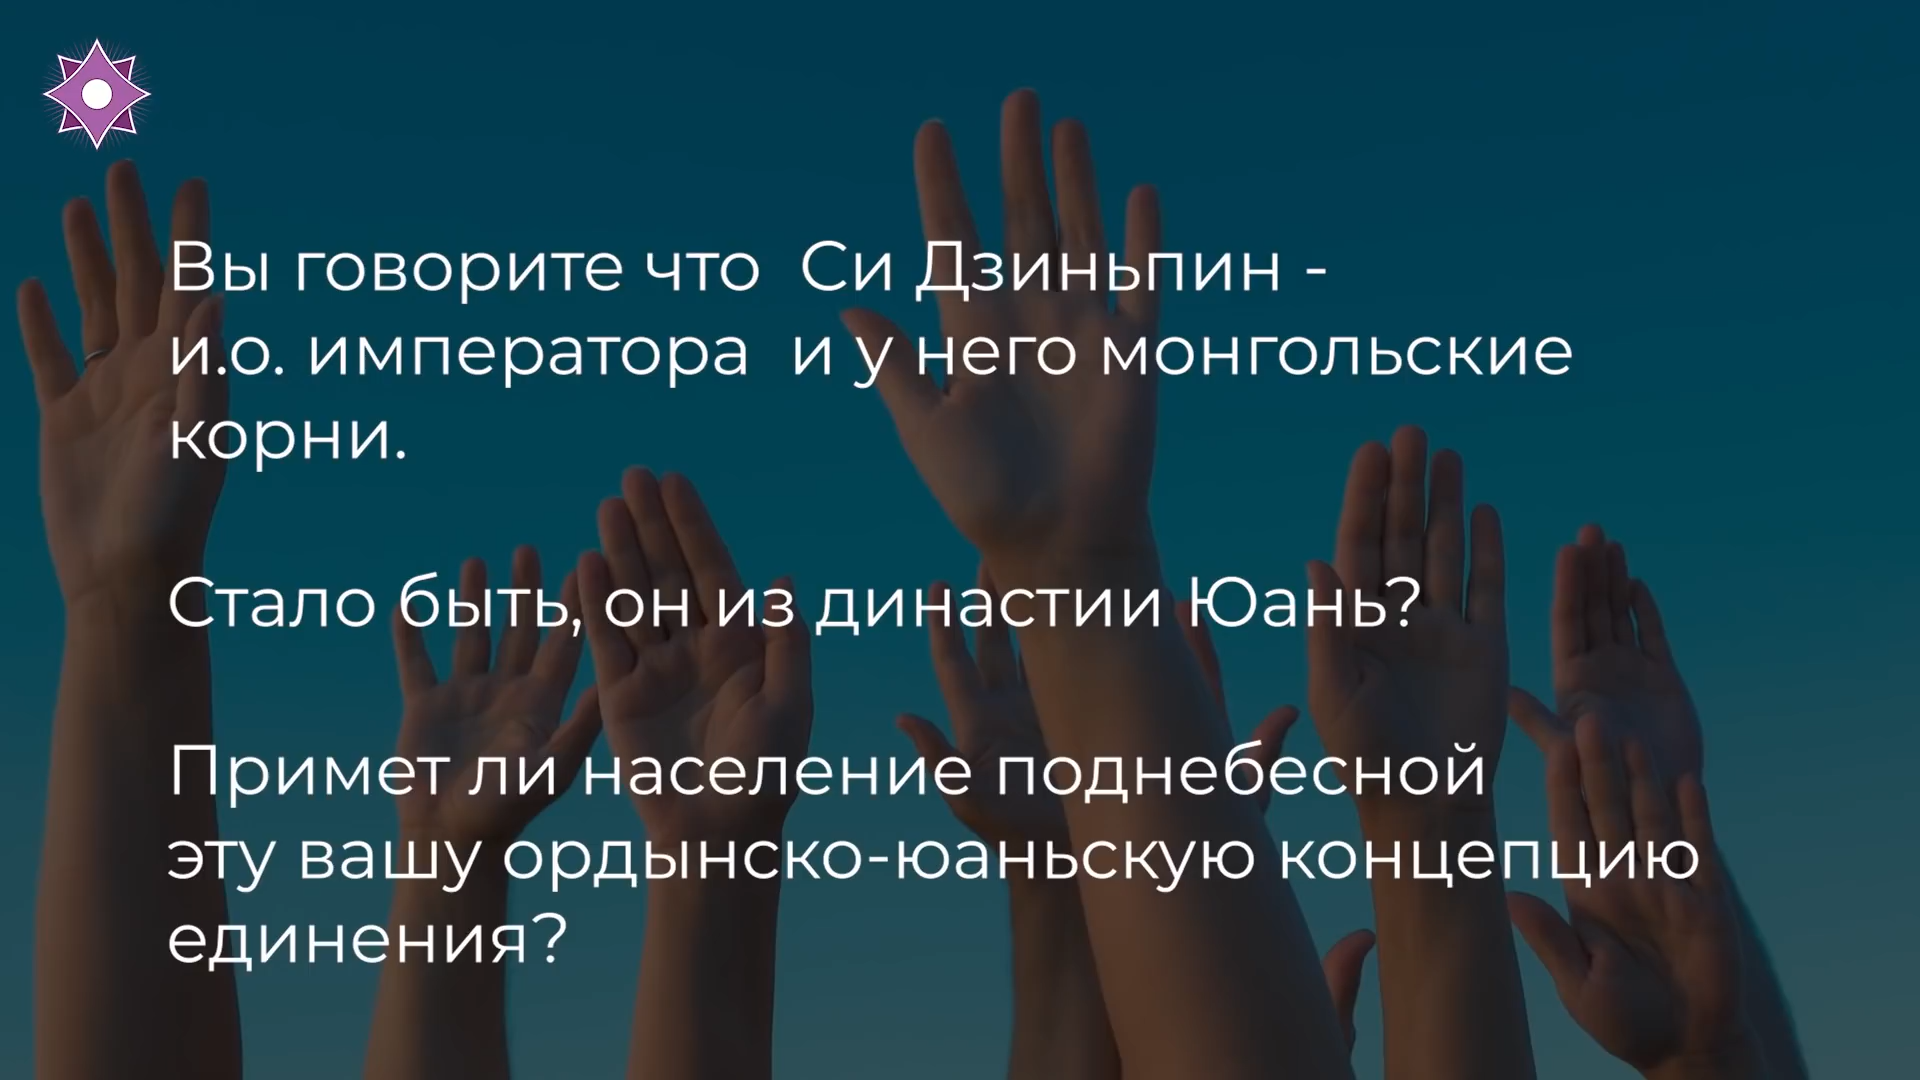 Вы говорите что Си Дзиньпин -
и.о. императора и у него монгольские
корни.
Стало быть, он из династии Юань?
Примет ли население поднебесной
эту вашу ордынско-юаньскую концепцию
единения?